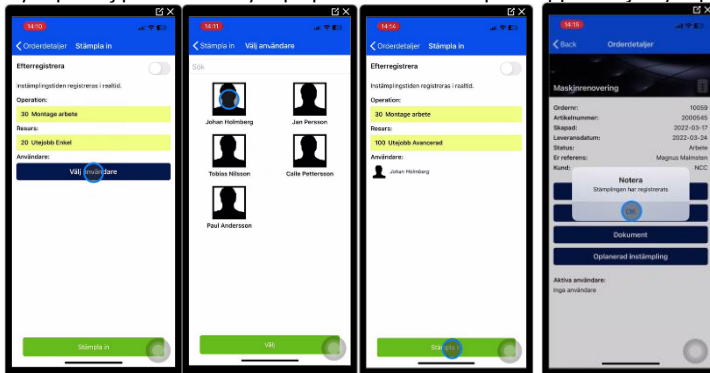 14:10
Orderdetaljer Stämpla in
Efterregistrera
Instämplingstiden registreras i realtid.
Operation:
30 Montage arbete
Resurs:
20 Utejobb Enkel
Användare:
Välj användare
Stämpla in
14:11
Stämpla in Välj användare
Sök
Johan Holmberg
Jan Persson
Tobias Nilsson
Calle Pettersson
Paul Andersson
Välj
14:14
Orderdetaljer Stämpla in
Efterregistrera
Instämplingstiden registreras i realtid.
Operation:
30 Montage arbete
Resurs:
100 Utejobb Avancerad
Användare:
Johan Holmberg
Stämpla in
14:15
Back Orderdetaljer
Maskinrenovering
Ordernr: 10059
Artikelnummer: 2000545
Skapad: 2022-03-17
Leveransdatum: 2022-03-24
Status: Arbete
Er referens: Magnus Malmsten
Kund: NCC
Notera
Stämplingen har registrerats
OK
Dokument
Oplanerad Instämpling
Aktiva användare:
Inga användare